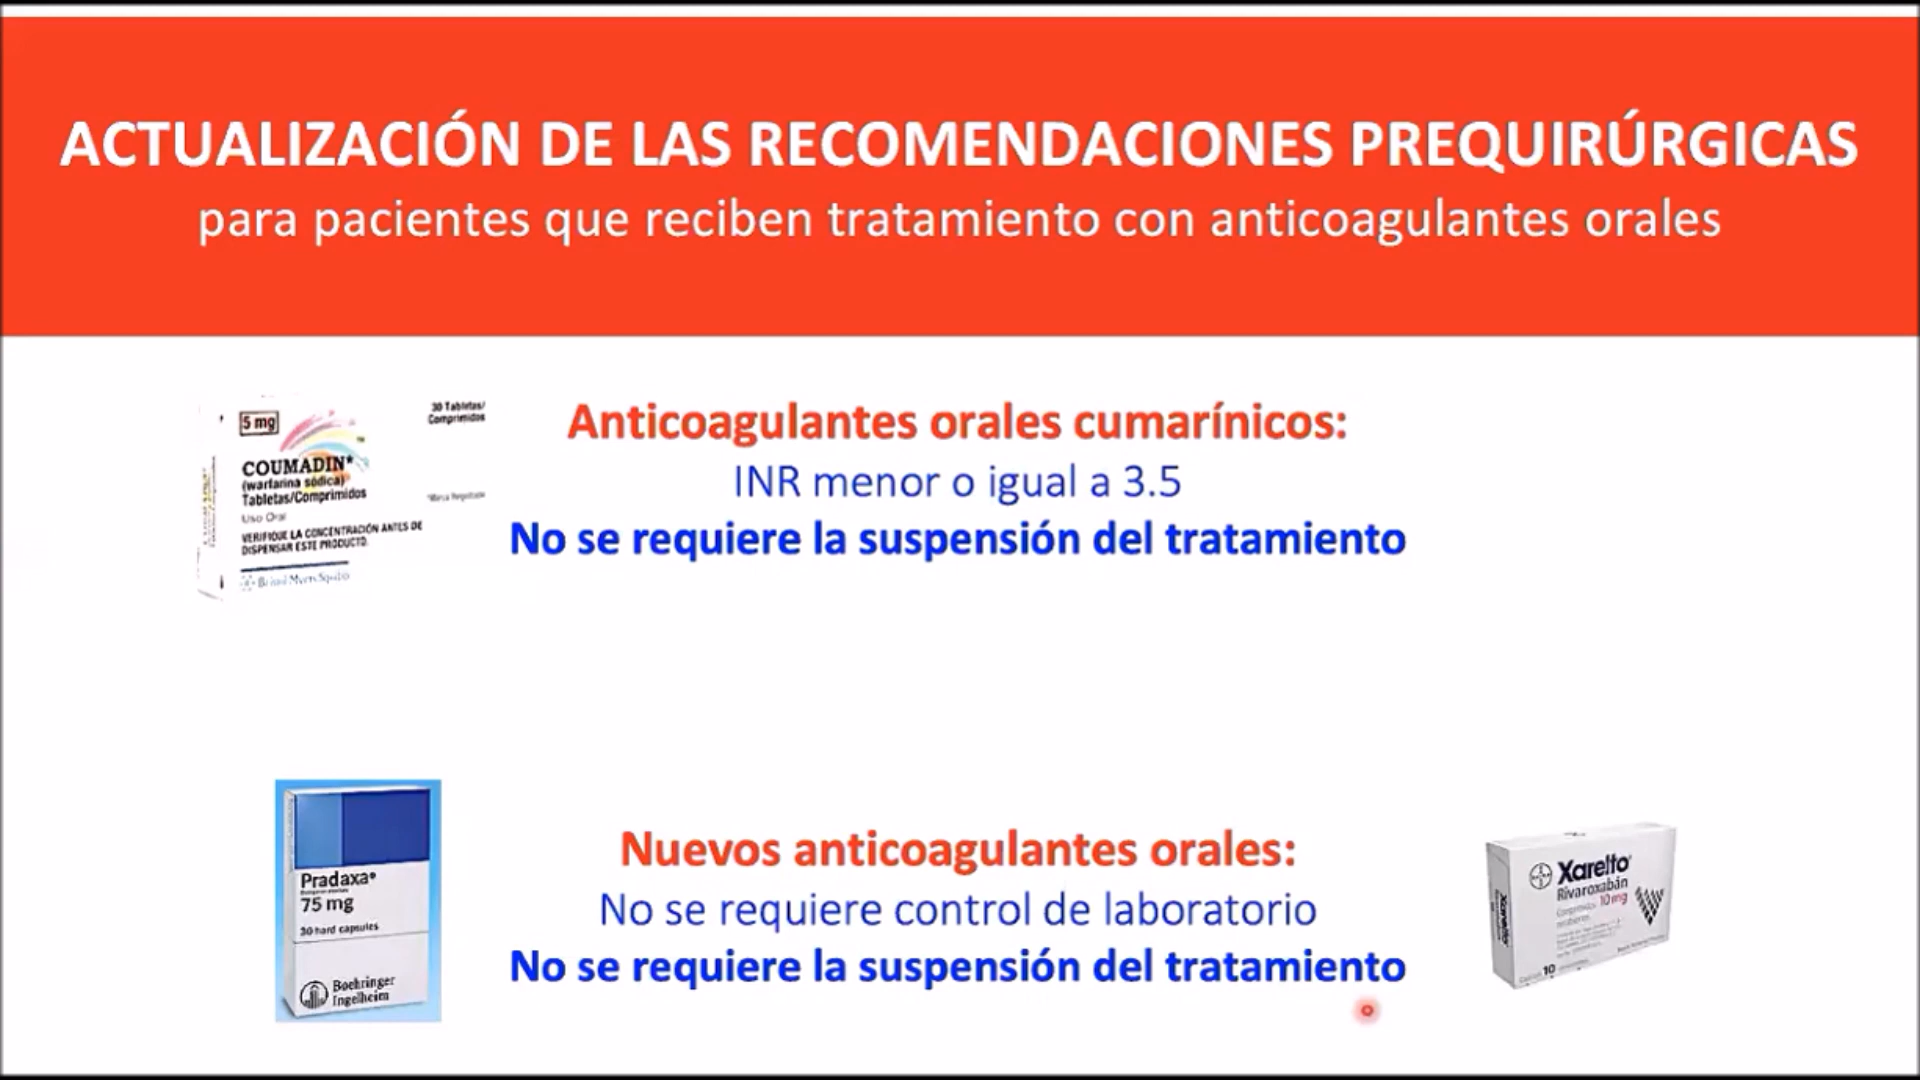 ACTUALIZACIÓN DE LAS RECOMENDACIONES PREQUIRÚRGICAS
para pacientes que reciben tratamiento con anticoagulantes orales
5 mg
30 Tabletas/
Comprimidos
COUMADIN*
(warfarina sódica)
Tabletas/Comprimidos
Uso Oral
VERIFIQUE LA CONCENTRACIÓN ANTES DE
DISPENSAR ESTE PRODUCTO.
Anticoagulantes orales cumarínicos:
INR menor o igual a 3.5
No se requiere la suspensión del tratamiento
Pradaxa®
75 mg
30 hard capsules
Boehringer
Ingelheim
Nuevos anticoagulantes orales:
No se requiere control de laboratorio
No se requiere la suspensión del tratamiento
Xarelto
Rivaroxabán
10 mg
Xarelto
10